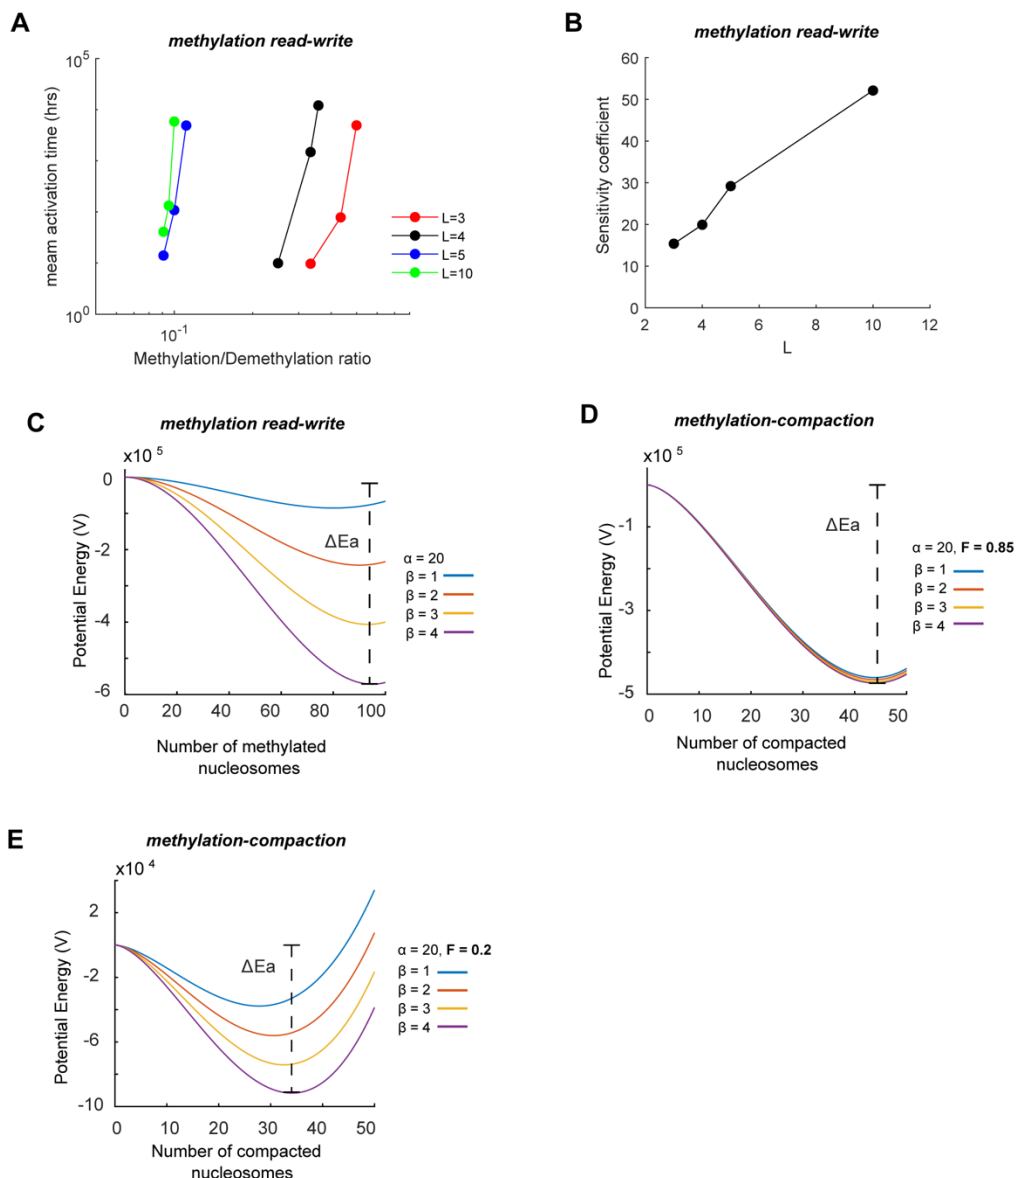 A
methylation read-write
10^5
meam activation time (hrs)
10^0
10^-1
Methylation/Demethylation ratio
L=3
L=4
L=5
L=10
B
methylation read-write
60
50
40
30
20
10
0
Sensitivity coefficient
2 4 6 8 10 12
L
C
methylation read-write
x10 5
0
-2
-4
-6
Potential Energy (V)
ΔEa
α = 20
β = 1
β = 2
β = 3
β = 4
0 20 40 60 80 100
Number of methylated
nucleosomes
D
methylation-compaction
x10 5
-1
-3
-5
Potential Energy (V)
ΔEa
α = 20, F = 0.85
β = 1
β = 2
β = 3
β = 4
0 10 20 30 40 50
Number of compacted
nucleosomes
E
methylation-compaction
x10 4
2
-2
-6
-10
Potential Energy (V)
ΔEa
α = 20, F = 0.2
β = 1
β = 2
β = 3
β = 4
0 10 20 30 40 50
Number of compacted
nucleosomes